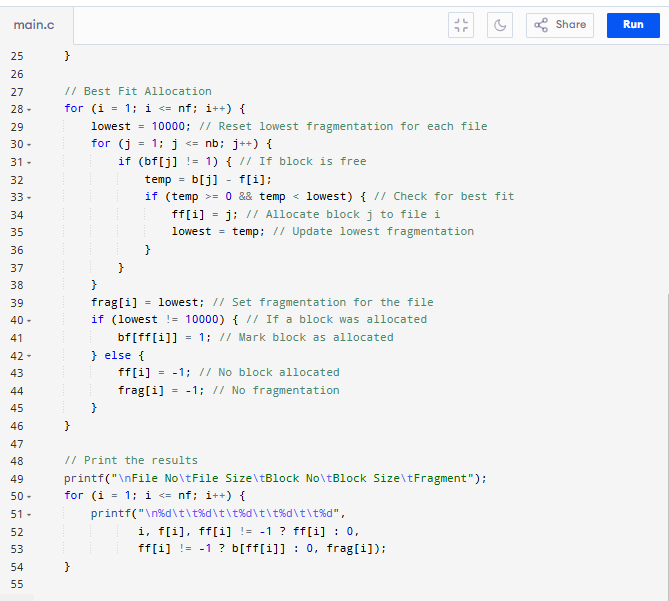 main.c
Share
Run
25 }
26
27 // Best Fit Allocation
28 for (i = 1; i <= nf; i++) {
29 lowest = 10000; // Reset lowest fragmentation for each file
30 for (j = 1; j <= nb; j++) {
31 if (bf[j] != 1) { // If block is free
32 temp = b[j] - f[i];
33 if (temp >= 0 && temp < lowest) { // Check for best fit
34 ff[i] = j; // Allocate block j to file i
35 lowest = temp; // Update lowest fragmentation
36 }
37 }
38 }
39 frag[i] = lowest; // Set fragmentation for the file
40 if (lowest != 10000) { // If a block was allocated
41 bf[ff[i]] = 1; // Mark block as allocated
42 } else {
43 ff[i] = -1; // No block allocated
44 frag[i] = -1; // No fragmentation
45 }
46 }
47
48 // Print the results
49 printf("\nFile No\tFile Size\tBlock No\tBlock Size\tFragment");
50 for (i = 1; i <= nf; i++) {
51 printf("\n%d\t\t%d\t\t%d\t\t%d\t\t%d",
52 i, f[i], ff[i] != -1 ? ff[i] : 0,
53 ff[i] != -1 ? b[ff[i]] : 0, frag[i]);
54 }
55